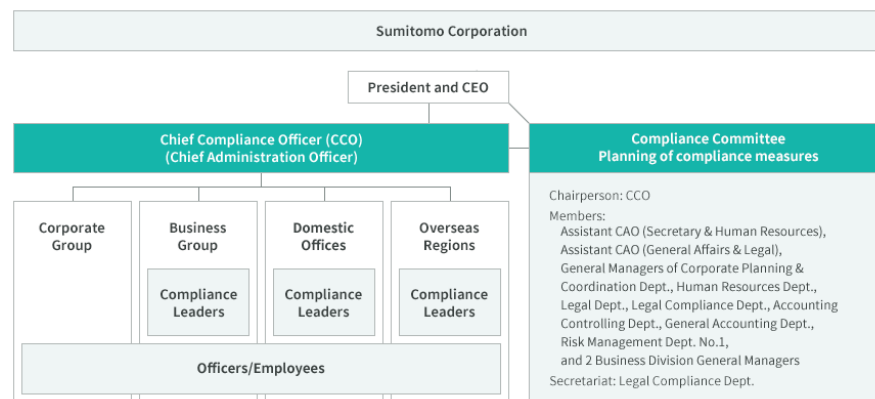 Sumitomo Corporation
President and CEO
Chief Compliance Officer (CCO)
(Chief Administration Officer)
Compliance Committee
Planning of compliance measures
Corporate
Group
Business
Group
Domestic
Offices
Overseas
Regions
Compliance
Leaders
Compliance
Leaders
Compliance
Leaders
Officers/Employees
Chairperson: CCO
Members:
Assistant CAO (Secretary & Human Resources),
Assistant CAO (General Affairs & Legal),
General Managers of Corporate Planning &
Coordination Dept., Human Resources Dept.,
Legal Dept., Legal Compliance Dept., Accounting
Controlling Dept., General Accounting Dept.,
Risk Management Dept. No.1,
and 2 Business Division General Managers
Secretariat: Legal Compliance Dept.